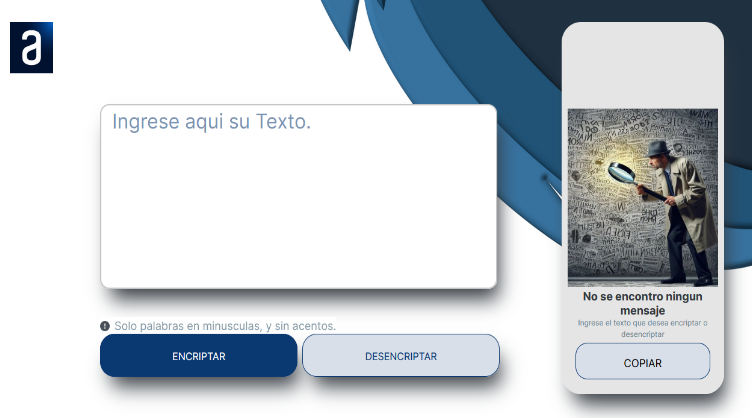 a
Ingrese aqui su Texto.
Solo palabras en minusculas, y sin acentos.
ENCRIPTAR
DESENCRIPTAR
No se encontro ningun
mensaje
Ingrese el texto que desea encriptar o
desencriptar
COPIAR